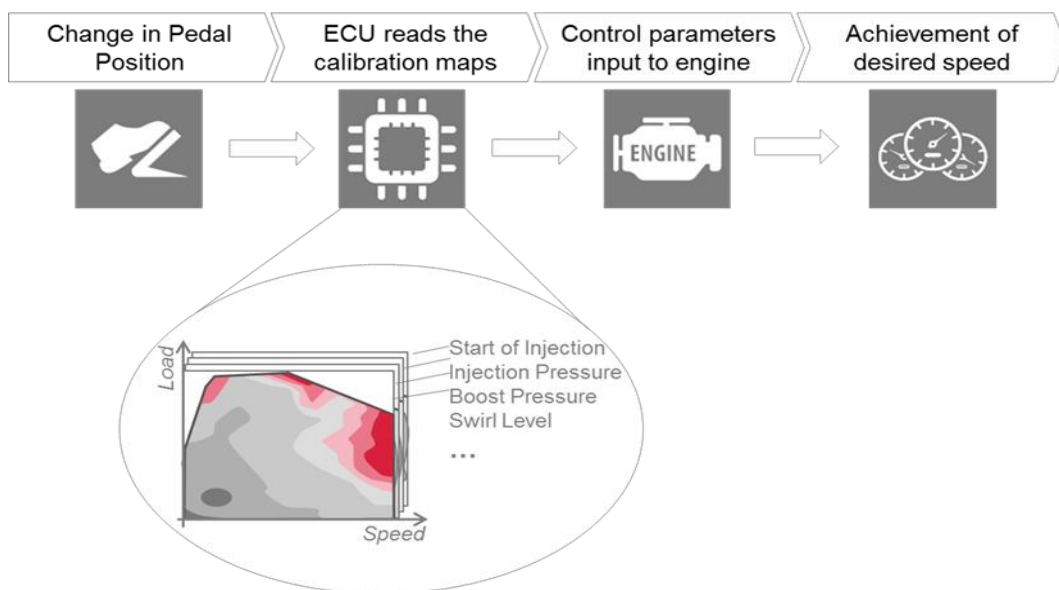 Change in Pedal
Position
ECU reads the
calibration maps
Control parameters
input to engine
Achievement of
desired speed
ENGINE
Load
Start of Injection
Injection Pressure
Boost Pressure
Swirl Level
...
Speed